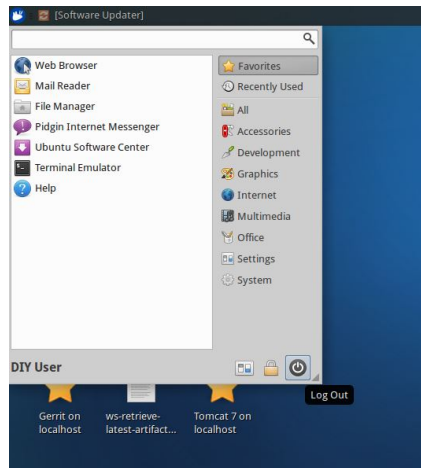 [Software Updater]
Web Browser
Mail Reader
File Manager
Pidgin Internet Messenger
Ubuntu Software Center
Terminal Emulator
Help
Favorites
Recently Used
All
Accessories
Development
Graphics
Internet
Multimedia
Office
Settings
System
DIY User
Log Out
Gerrit on
localhost
ws-retrieve-
latest-artifact...
Tomcat 7 on
localhost